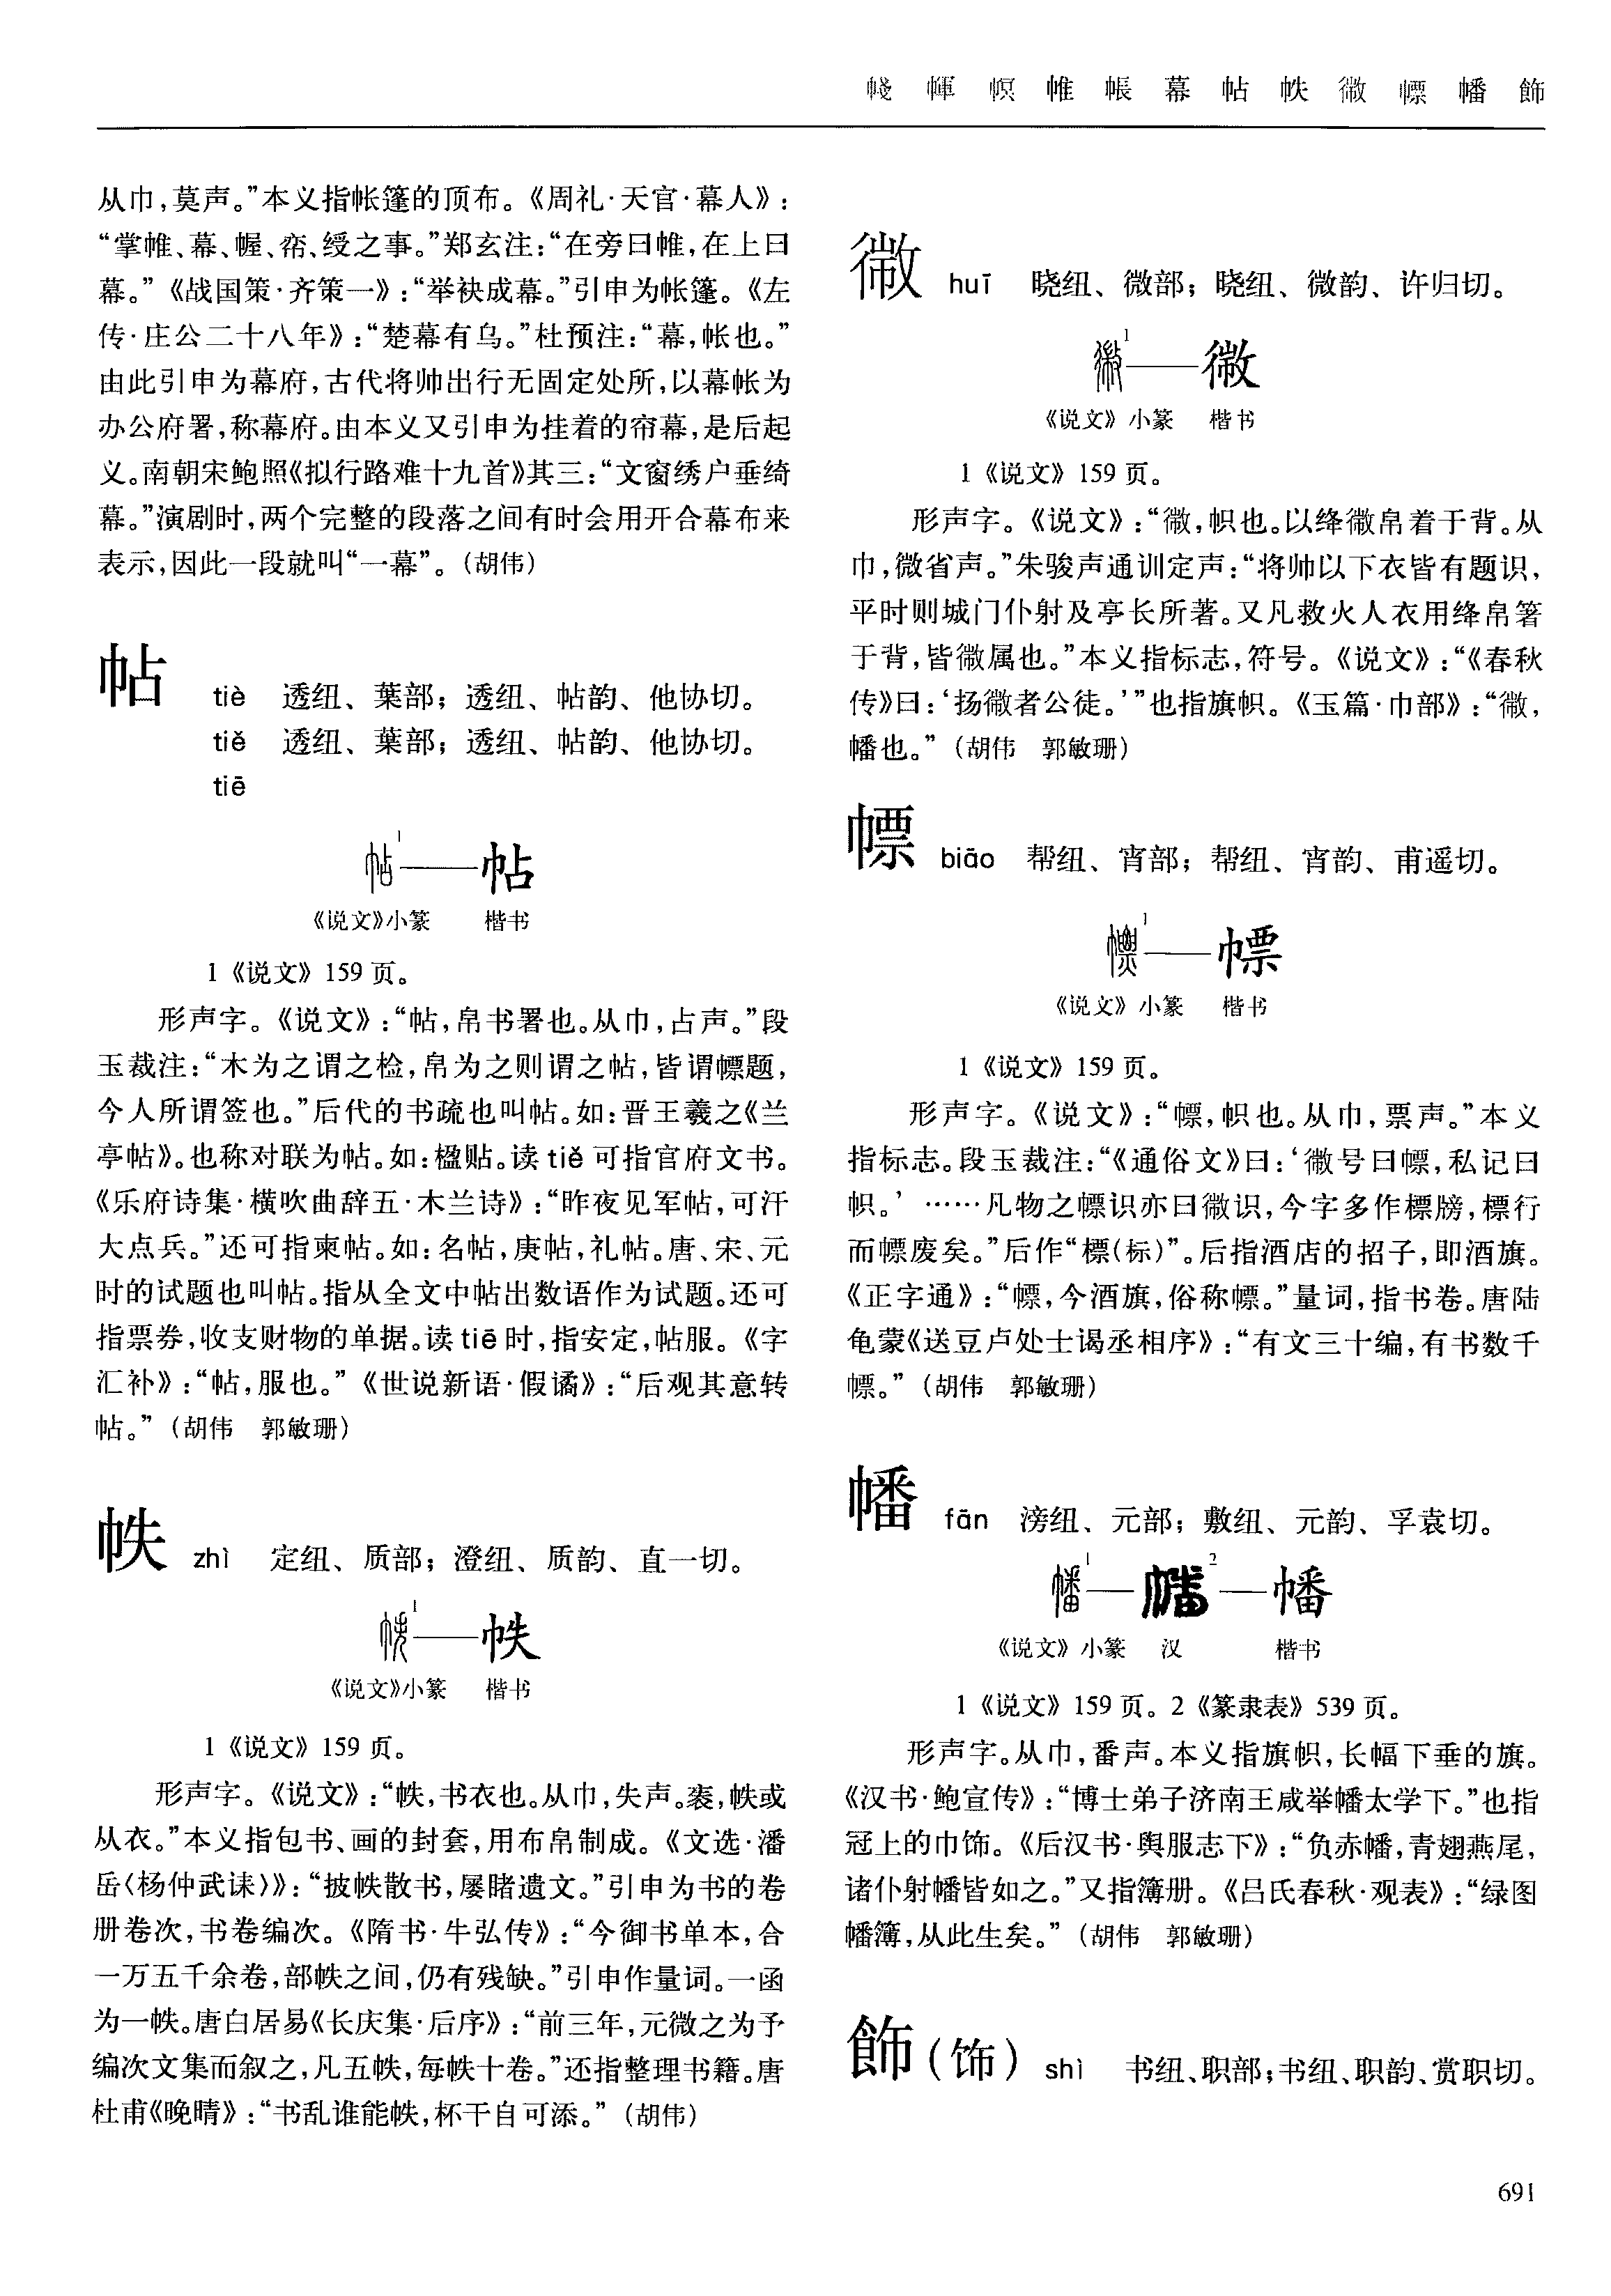 帴 㡓 幎 帷 帳 幕 帖 帙 㣲 幖 幡 飾
从巾,莫声。”本义指帐篷的顶布。《周礼·天官·幕人》:
“掌帷、幕、幄、帟、绶之事。”郑玄注:“在旁曰帷,在上曰
幕。”《战国策·齐策一》:“举袂成幕。”引申为帐篷。《左
传·庄公二十八年》:“楚幕有乌。”杜预注:“幕,帐也。”
由此引申为幕府,古代将帅出行无固定处所,以幕帐为
办公府署,称幕府。由本义又引申为挂着的帘幕,是后起
义。南朝宋鲍照《拟行路难十九首》其三:“文窗绣户垂绮
幕。”演剧时,两个完整的段落之间有时会用开合幕布来
表示,因此一段就叫“一幕”。(胡伟)
帖 tiè 透纽、葉部;透纽、帖韵、他协切。
tiě 透纽、葉部;透纽、帖韵、他协切。
tiē
帖1——帖
《说文》小篆 楷书
1《说文》159页。
形声字。《说文》:“帖,帛书署也。从巾,占声。”段
玉裁注:“木为之谓之检,帛为之则谓之帖,皆谓幖题,
今人所谓签也。”后代的书疏也叫帖。如:晋王羲之《兰
亭帖》。也称对联为帖。如:楹贴。读tiě可指官府文书。
《乐府诗集·横吹曲辞五·木兰诗》:“昨夜见军帖,可汗
大点兵。”还可指柬帖。如:名帖,庚帖,礼帖。唐、宋、元
时的试题也叫帖。指从全文中帖出数语作为试题。还可
指票券,收支财物的单据。读tiē时,指安定,帖服。《字
汇补》:“帖,服也。”《世说新语·假谲》:“后观其意转
帖。”(胡伟 郭敏珊)
帙 zhì 定纽、质部;澄纽、质韵、直一切。
帙1——帙
《说文》小篆 楷书
1《说文》159页。
形声字。《说文》:“帙,书衣也。从巾,失声。袠,帙或
从衣。”本义指包书、画的封套,用布帛制成。《文选·潘
岳〈杨仲武诔〉》:“披帙散书,屡睹遗文。”引申为书的卷
册卷次,书卷编次。《隋书·牛弘传》:“今御书单本,合
一万五千余卷,部帙之间,仍有残缺。”引申作量词。一函
为一帙。唐白居易《长庆集·后序》:“前三年,元微之为予
编次文集而叙之,凡五帙,每帙十卷。”还指整理书籍。唐
杜甫《晚晴》:“书乱谁能帙,杯干自可添。”(胡伟)
㣲 huī 晓纽、微部;晓纽、微韵、许归切。
㣲1——㣲
《说文》小篆 楷书
1《说文》159页。
形声字。《说文》:“㣲,帜也。以绛㣲帛着于背。从
巾,微省声。”朱骏声通训定声:“将帅以下衣皆有题识,
平时则城门仆射及亭长所著。又凡救火人衣用绛帛箸
于背,皆㣲属也。”本义指标志,符号。《说文》:“《春秋
传》曰:‘扬㣲者公徒。’”也指旗帜。《玉篇·巾部》:“㣲,
幡也。”(胡伟 郭敏珊)
幖 biāo 帮纽、宵部;帮纽、宵韵、甫遥切。
幖1——幖
《说文》小篆 楷书
1《说文》159页。
形声字。《说文》:“幖,帜也。从巾,票声。”本义
指标志。段玉裁注:“《通俗文》曰:‘㣲号曰幖,私记曰
帜。’……凡物之幖识亦曰㣲识,今字多作標牓,標行
而幖废矣。”后作“標(标)”。后指酒店的招子,即酒旗。
《正字通》:“幖,今酒旗,俗称幖。”量词,指书卷。唐陆
龟蒙《送豆卢处士谒丞相序》:“有文三十编,有书数千
幖。”(胡伟 郭敏珊)
幡 fān 滂纽、元部;敷纽、元韵、孚袁切。
幡1—幡2—幡
《说文》小篆 汉 楷书
1《说文》159页。2《篆隶表》539页。
形声字。从巾,番声。本义指旗帜,长幅下垂的旗。
《汉书·鲍宣传》:“博士弟子济南王咸举幡太学下。”也指
冠上的巾饰。《后汉书·舆服志下》:“负赤幡,青翅燕尾,
诸仆射幡皆如之。”又指簿册。《吕氏春秋·观表》:“绿图
幡簿,从此生矣。”(胡伟 郭敏珊)
飾(饰) shì 书纽、职部;书纽、职韵、赏职切。
691